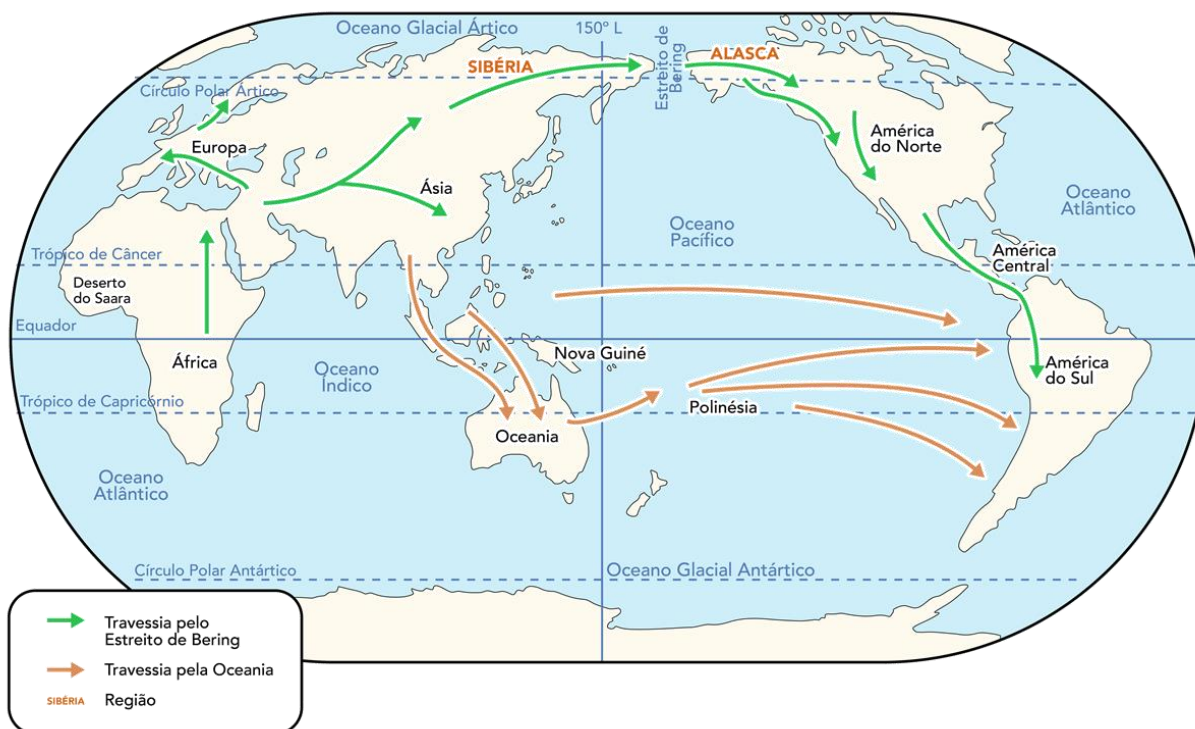 Oceano Glacial Ártico
150º L
SIBÉRIA
Estreito de
Bering
ALASCA
Círculo Polar Ártico
Europa
América
do Norte
Ásia
Oceano
Atlântico
Oceano
Pacífico
Trópico de Câncer
América
Central
Deserto
do Saara
Equador
África
Nova Guiné
Oceano
Índico
América
do Sul
Trópico de Capricórnio
Polinésia
Oceania
Oceano
Atlântico
Círculo Polar Antártico
Oceano Glacial Antártico
Travessia pelo
Estreito de Bering
Travessia pela Oceania
SIBÉRIA
Região